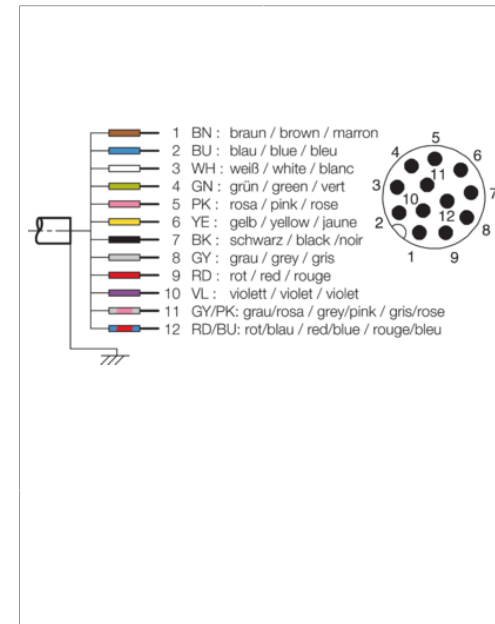 1 BN : braun / brown / marron
2 BU : blau / blue / bleu
3 WH : weiß / white / blanc
4 GN : grün / green / vert
5 PK : rosa / pink / rose
6 YE : gelb / yellow / jaune
7 BK : schwarz / black /noir
8 GY : grau / grey / gris
9 RD : rot / red / rouge
10 VL : violett / violet / violet
11 GY/PK: grau/rosa / grey/pink / gris/rose
12 RD/BU: rot/blau / red/blue / rouge/bleu
5
4 6
11
3 7
10
12
2 8
1 9